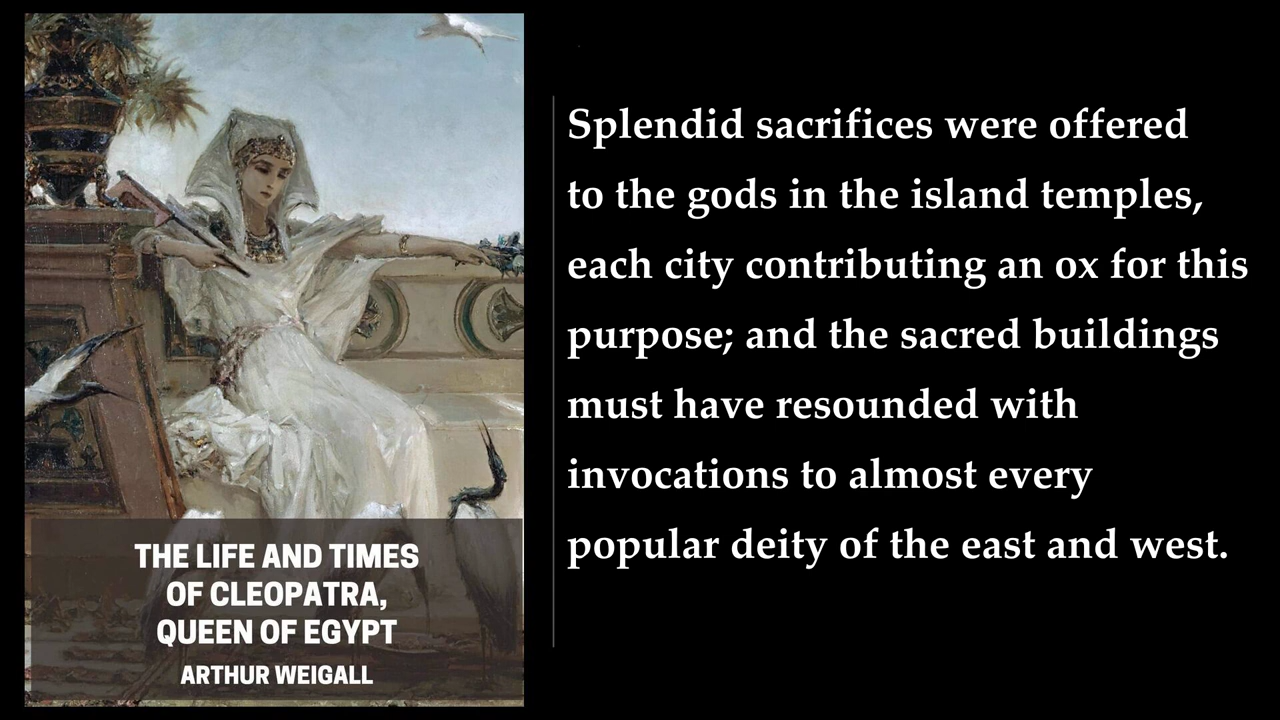 THE LIFE AND TIMES
OF CLEOPATRA,
QUEEN OF EGYPT
ARTHUR WEIGALL
Splendid sacrifices were offered
to the gods in the island temples,
each city contributing an ox for this
purpose; and the sacred buildings
must have resounded with
invocations to almost every
popular deity of the east and west.